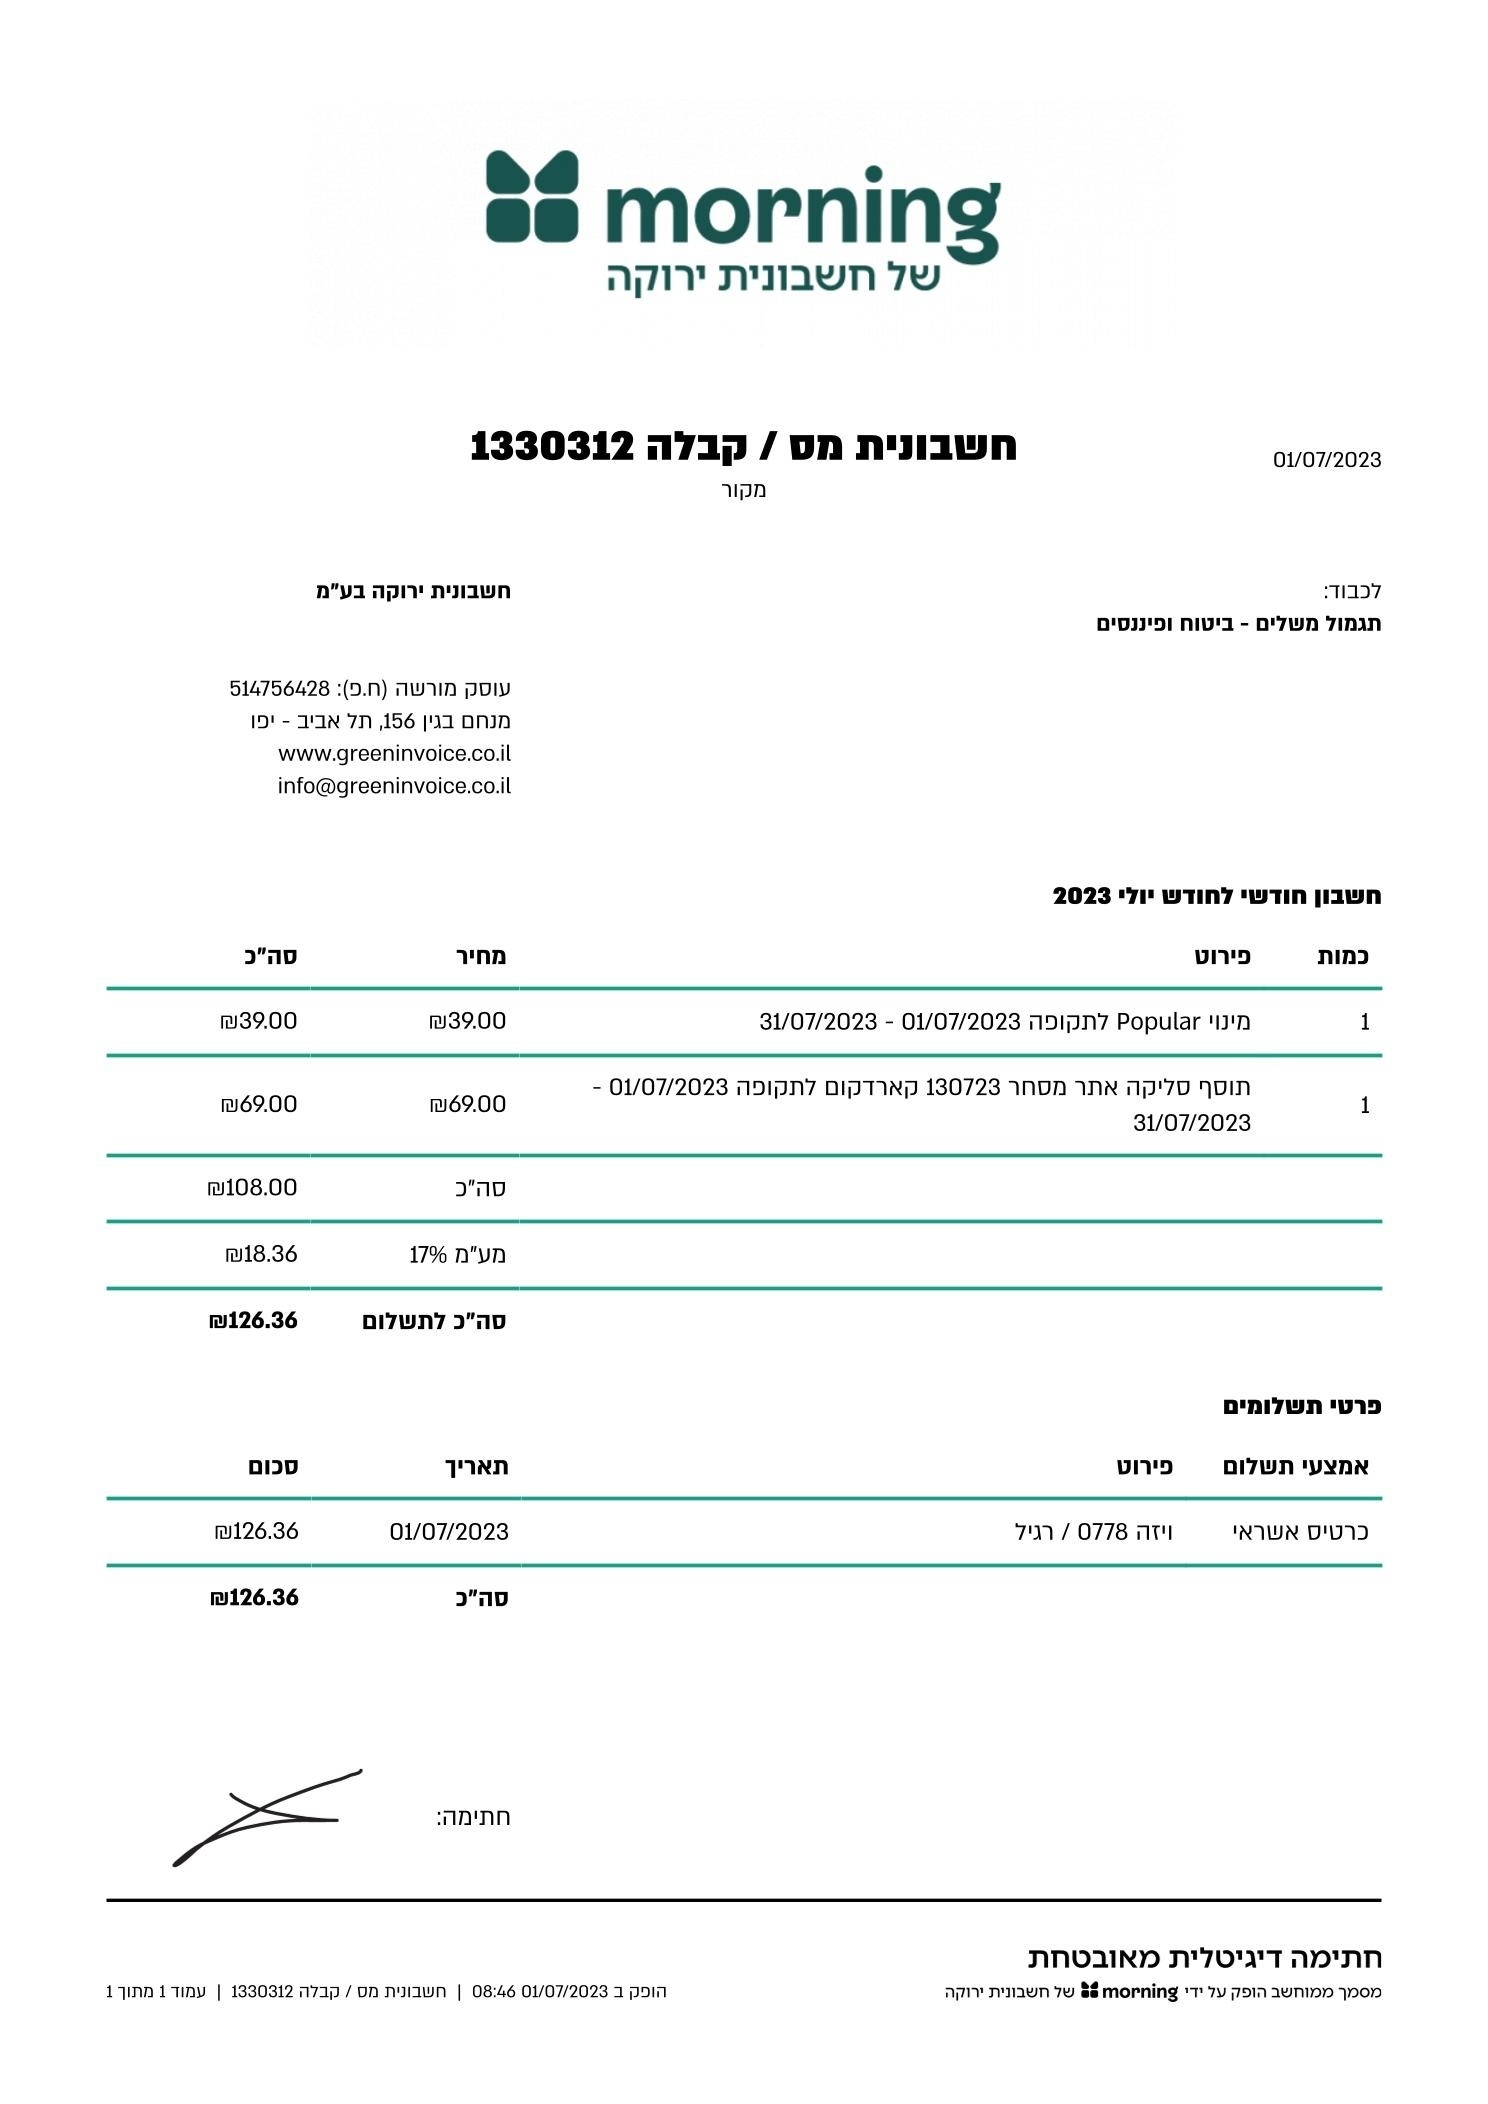 morning
של חשבונית ירוקה
חשבונית מס / קבלה 1330312
01/07/2023
מקור
לכבוד:
תגמול משלים - ביטוח ופיננסים
חשבונית ירוקה בע"מ
עוסק מורשה (ח.פ): 514756428
מנחם בגין 156, תל אביב - יפו
www.greeninvoice.co.il
info@greeninvoice.co.il
חשבון חודשי לחודש יולי 2023
כמות פירוט מחיר סה"כ
1 מינוי Popular לתקופה 01/07/2023 - 31/07/2023 ₪39.00 ₪39.00
1 תוסף סליקה אתר מסחר 130723 קארדקום לתקופה 01/07/2023 -
31/07/2023 ₪69.00 ₪69.00
סה"כ ₪108.00
מע"מ 17% ₪18.36
סה"כ לתשלום ₪126.36
פרטי תשלומים
אמצעי תשלום פירוט תאריך סכום
כרטיס אשראי ויזה 0778 / רגיל 01/07/2023 ₪126.36
סה"כ ₪126.36
חתימה:
חתימה דיגיטלית מאובטחת
מסמך ממוחשב הופק על ידי morning של חשבונית ירוקה
הופק ב 01/07/2023 08:46 | חשבונית מס / קבלה 1330312 | עמוד 1 מתוך 1